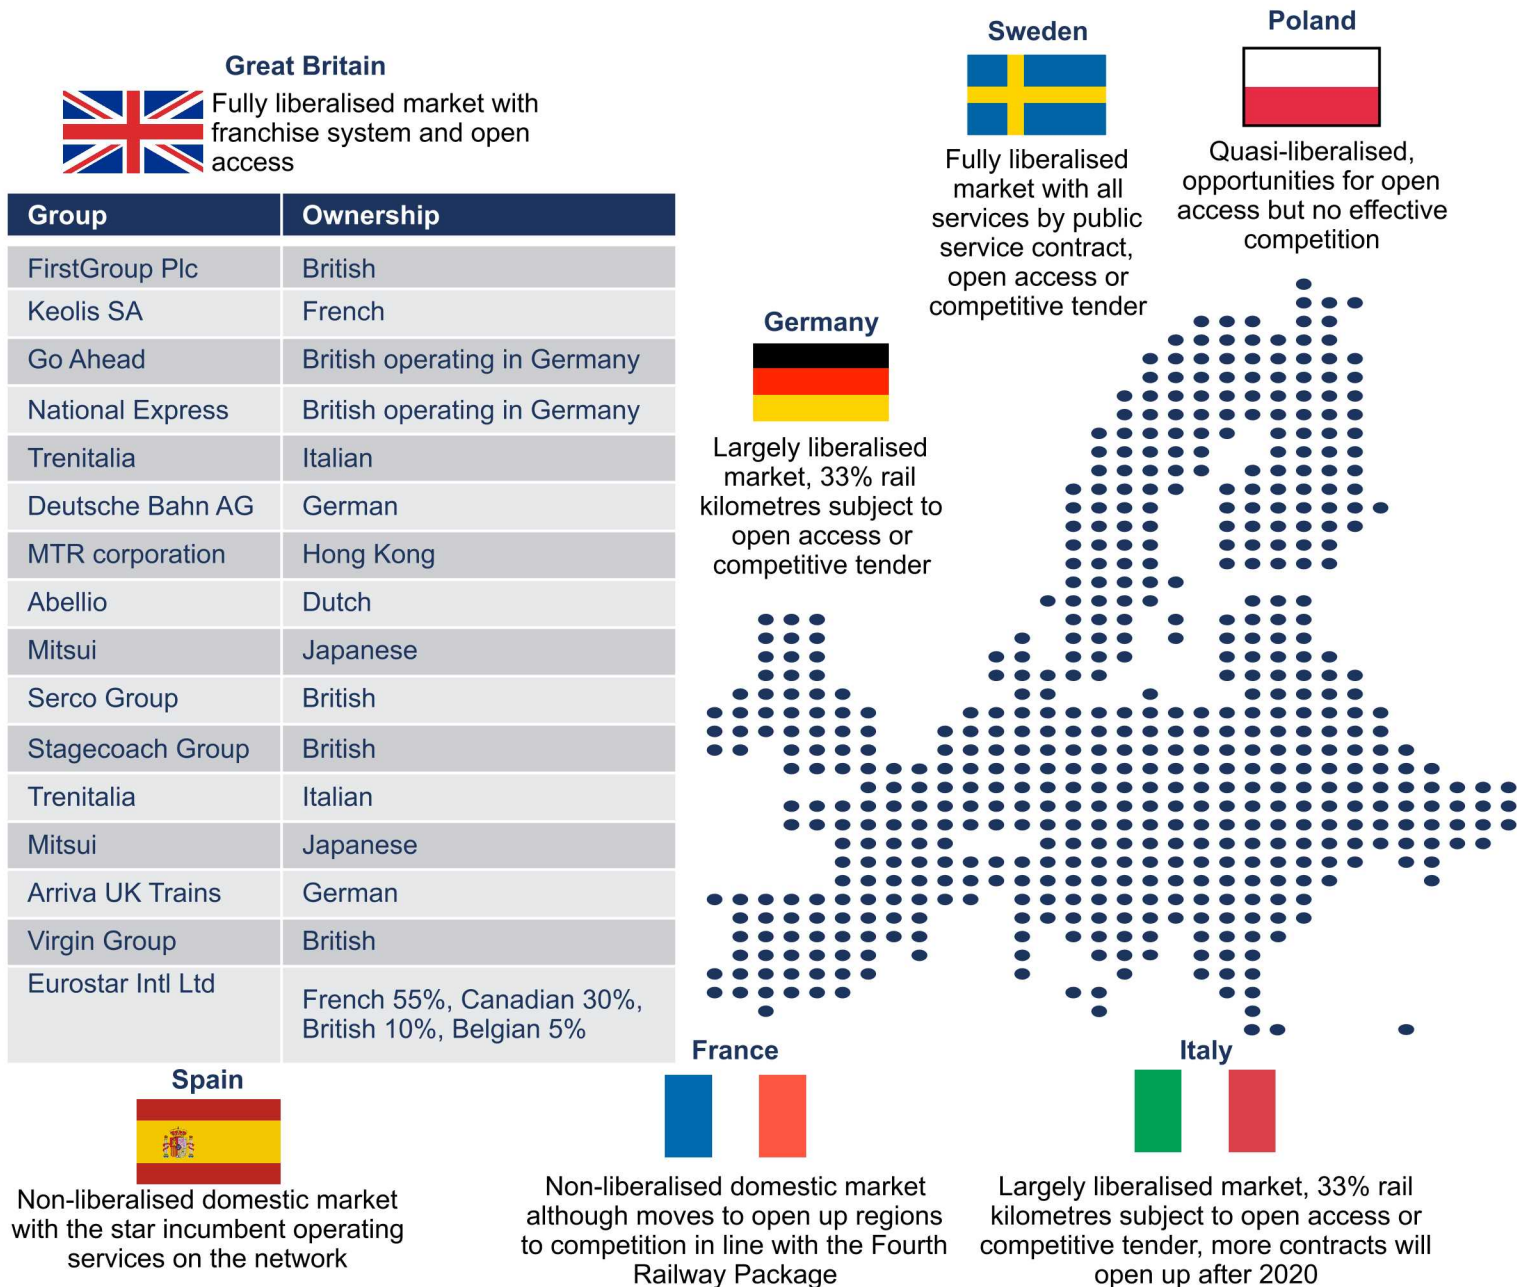 Great Britain
Fully liberalised market with
franchise system and open
access
Group Ownership
FirstGroup Plc British
Keolis SA French
Go Ahead British operating in Germany
National Express British operating in Germany
Trenitalia Italian
Deutsche Bahn AG German
MTR corporation Hong Kong
Abellio Dutch
Mitsui Japanese
Serco Group British
Stagecoach Group British
Trenitalia Italian
Mitsui Japanese
Arriva UK Trains German
Virgin Group British
Eurostar Intl Ltd
French 55%, Canadian 30%,
British 10%, Belgian 5%
Sweden
Fully liberalised
market with all
services by public
service contract,
open access or
competitive tender
Poland
Quasi-liberalised,
opportunities for open
access but no effective
competition
Germany
Largely liberalised
market, 33% rail
kilometres subject to
open access or
competitive tender
Spain
Non-liberalised domestic market
with the star incumbent operating
services on the network
France
Non-liberalised domestic market
although moves to open up regions
to competition in line with the Fourth
Railway Package
Italy
Largely liberalised market, 33% rail
kilometres subject to open access or
competitive tender, more contracts will
open up after 2020